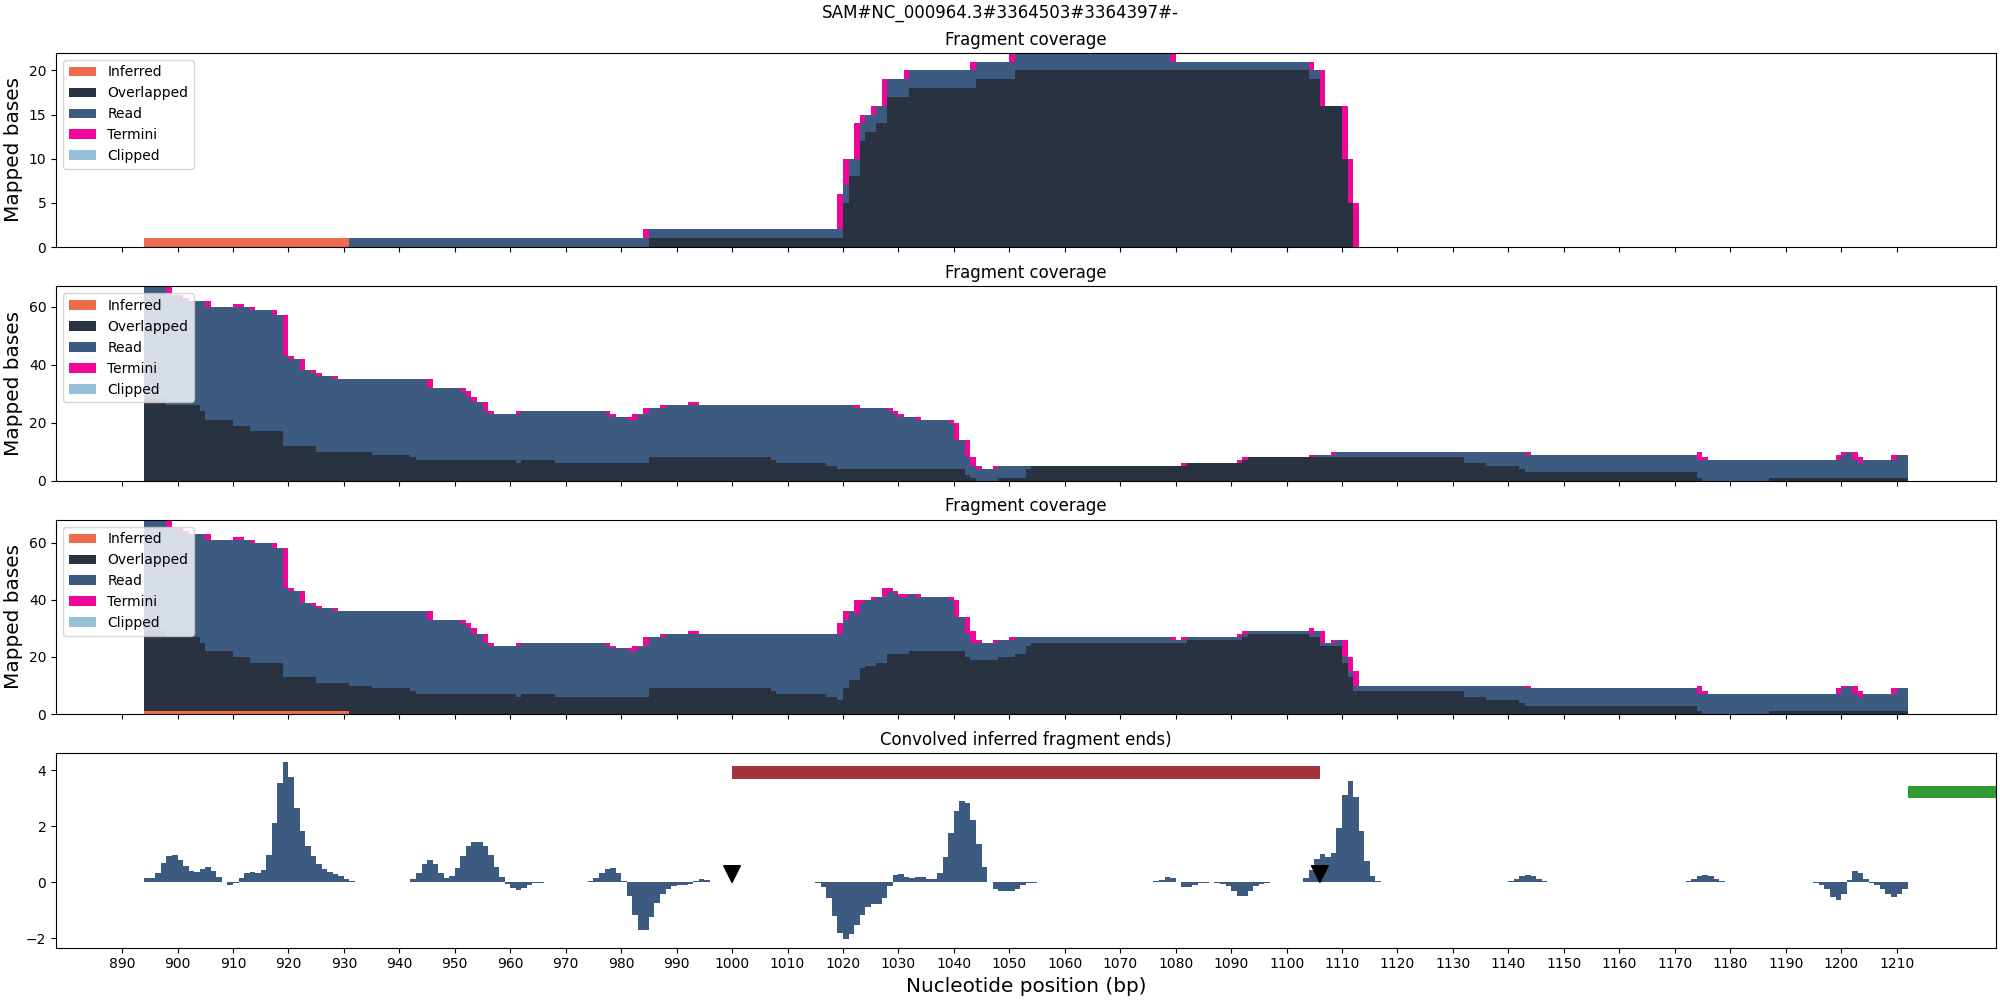 SAM#NC_000964.3#3364503#3364397#-
Fragment coverage
Mapped bases
20
15
10
5
0
Inferred
Overlapped
Read
Termini
Clipped
Fragment coverage
Mapped bases
60
40
20
0
Inferred
Overlapped
Read
Termini
Clipped
Fragment coverage
Mapped bases
60
40
20
0
Inferred
Overlapped
Read
Termini
Clipped
Convolved inferred fragment ends)
4
2
0
−2
890 900 910 920 930 940 950 960 970 980 990 1000 1010 1020 1030 1040 1050 1060 1070 1080 1090 1100 1110 1120 1130 1140 1150 1160 1170 1180 1190 1200 1210
Nucleotide position (bp)